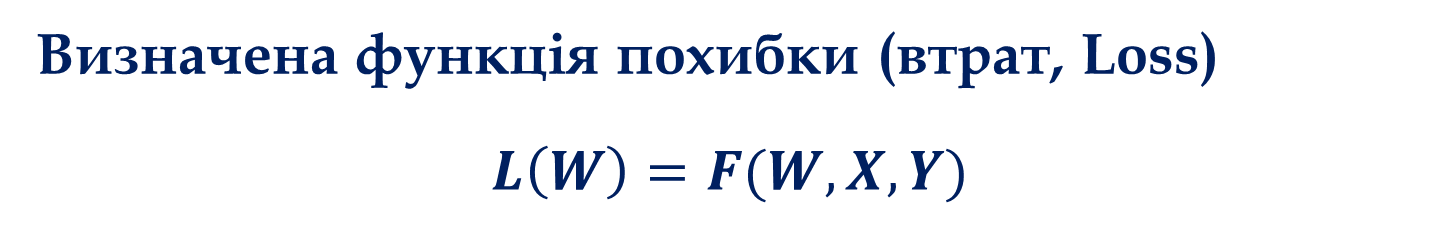 Визначена функція похибки (втрат, Loss)
L(W) = F(W, X, Y)